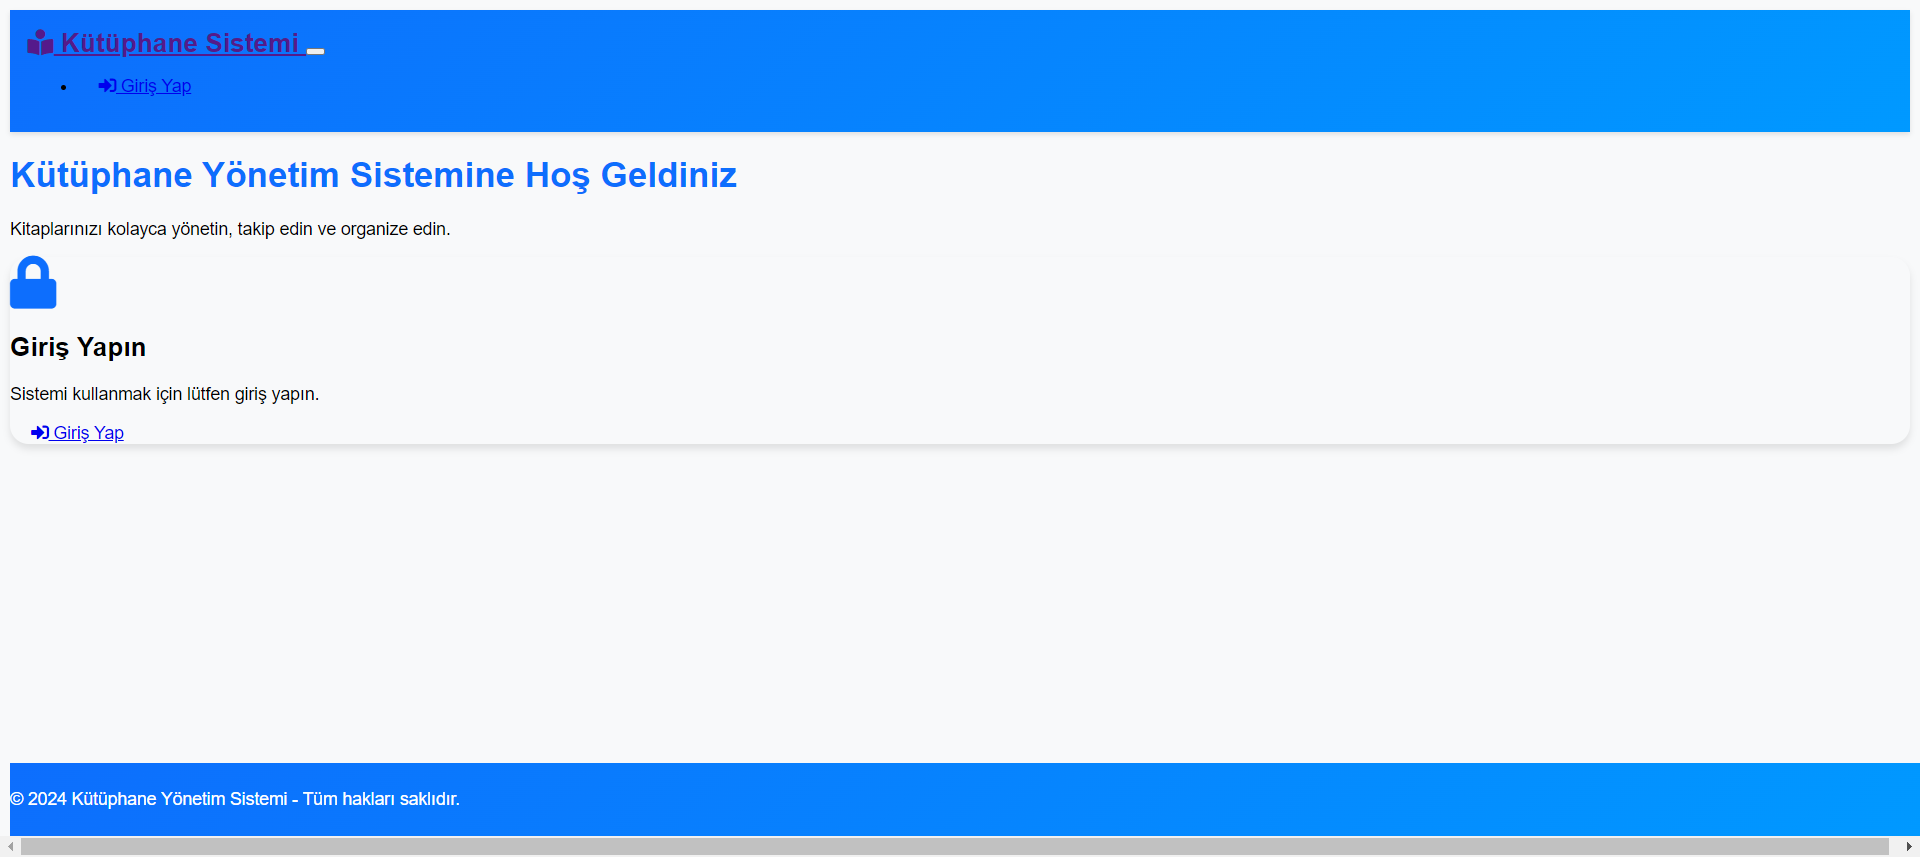 Kütüphane Sistemi
Giriş Yap
Kütüphane Yönetim Sistemine Hoş Geldiniz
Kitaplarınızı kolayca yönetin, takip edin ve organize edin.
Giriş Yapın
Sistemi kullanmak için lütfen giriş yapın.
Giriş Yap
© 2024 Kütüphane Yönetim Sistemi - Tüm hakları saklıdır.